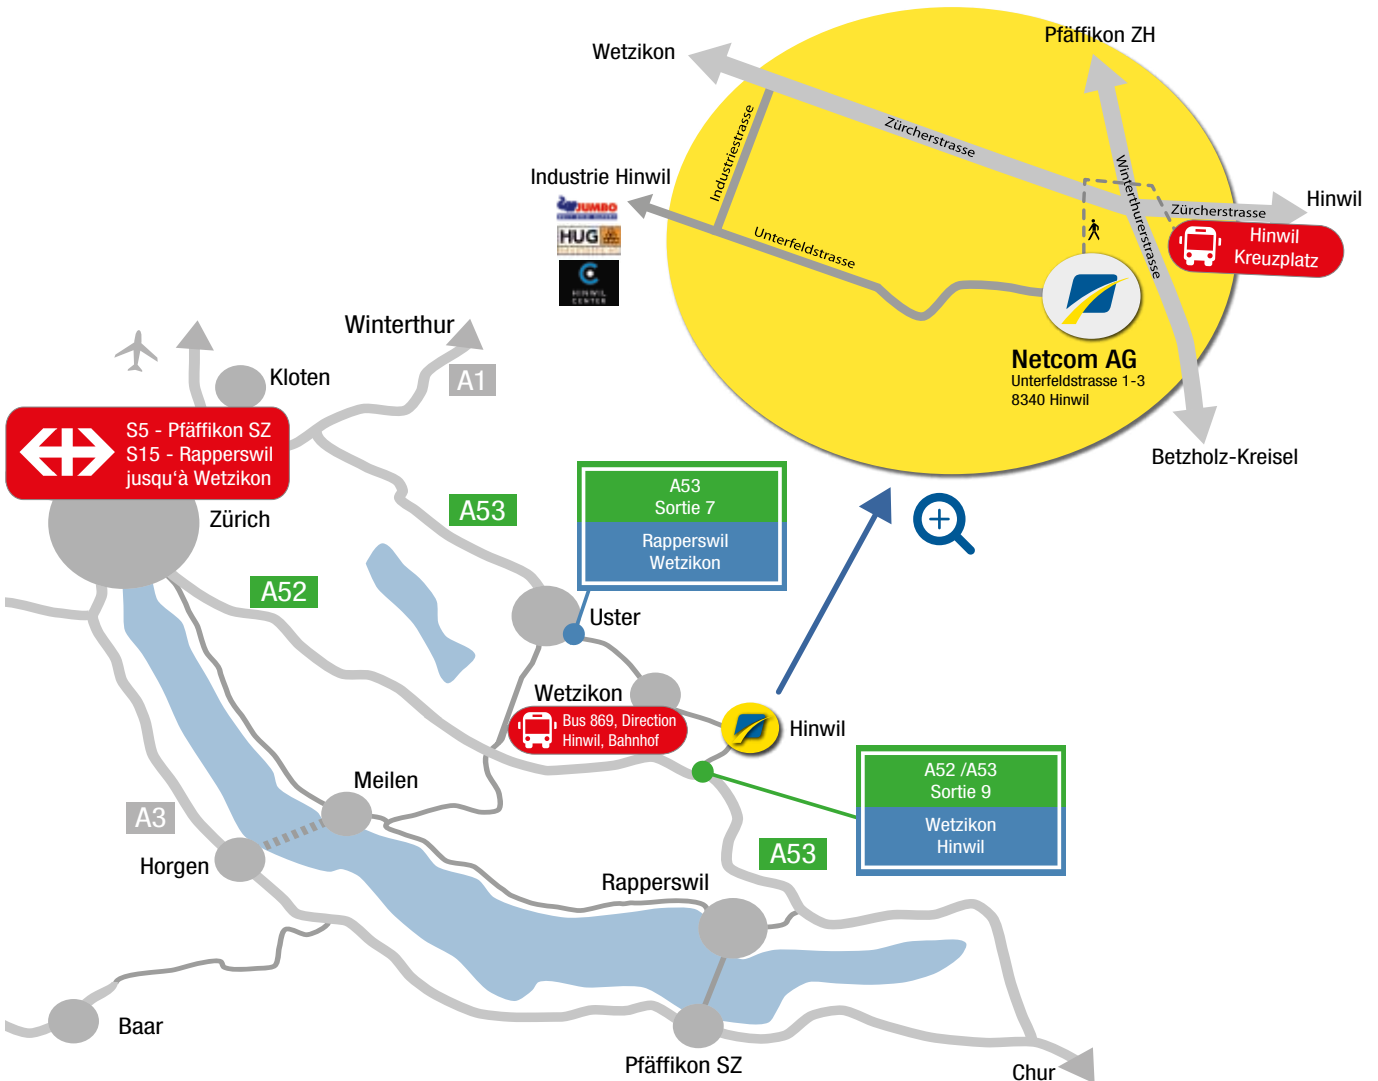 Pfäffikon ZH
Wetzikon
Zürcherstrasse
Industriestrasse
Winterthurerstrasse
Industrie Hinwil
JUMBO
HUG
HINWIL
CENTER
Unterfeldstrasse
Zürcherstrasse
Hinwil
Hinwil
Kreuzplatz
Netcom AG
Unterfeldstrasse 1-3
8340 Hinwil
Betzholz-Kreisel
Winterthur
A1
Kloten
S5 - Pfäffikon SZ
S15 - Rapperswil
jusqu‘à Wetzikon
Zürich
A53
A53
Sortie 7
Rapperswil
Wetzikon
A52
Uster
Wetzikon
Bus 869, Direction
Hinwil, Bahnhof
Hinwil
A52 /A53
Sortie 9
Wetzikon
Hinwil
Meilen
A3
Horgen
A53
Rapperswil
Baar
Pfäffikon SZ
Chur